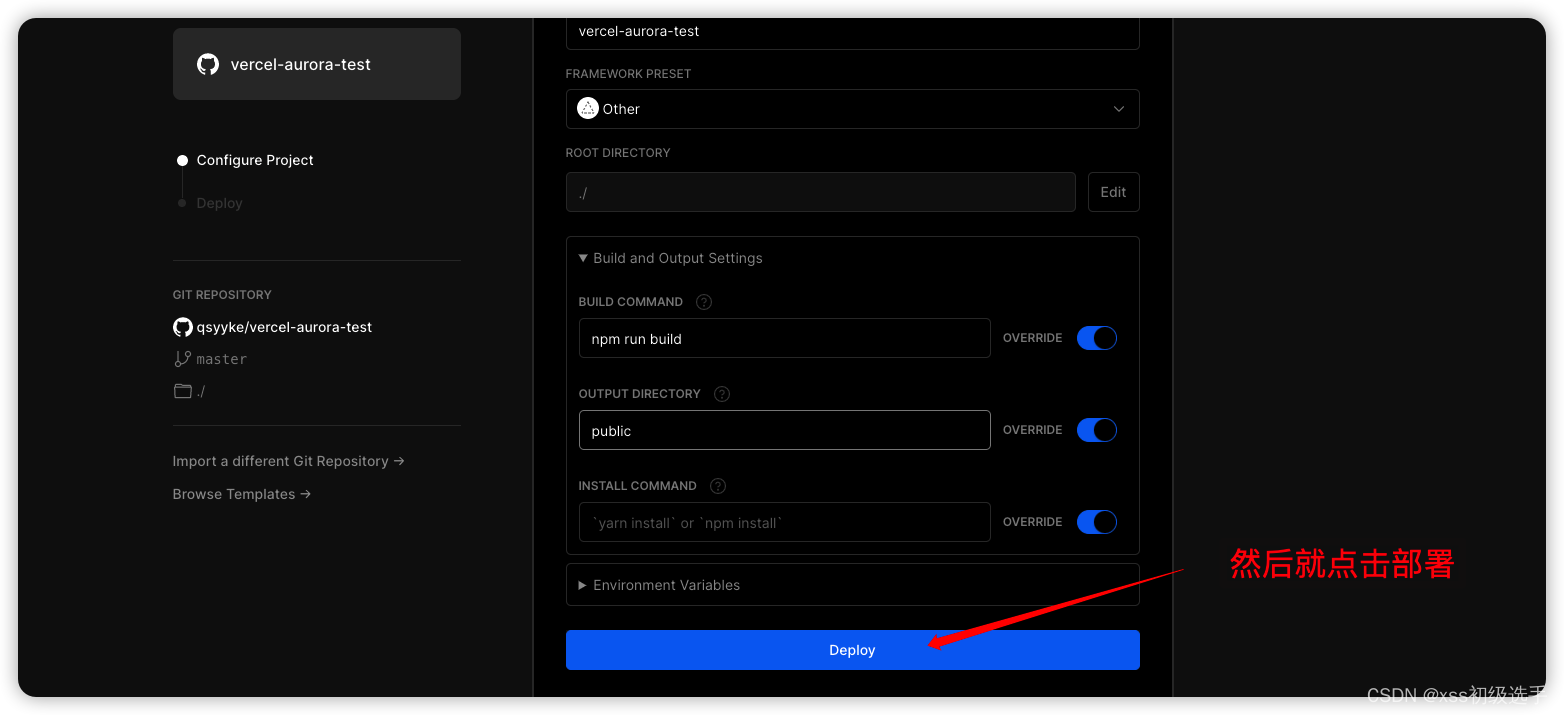 vercel-aurora-test
Configure Project
Deploy
GIT REPOSITORY
qsyyke/vercel-aurora-test
master
./
Import a different Git Repository →
Browse Templates →
vercel-aurora-test
FRAMEWORK PRESET
Other
ROOT DIRECTORY
./
Edit
Build and Output Settings
BUILD COMMAND ?
npm run build
OVERRIDE
OUTPUT DIRECTORY ?
public
OVERRIDE
INSTALL COMMAND ?
`yarn install` or `npm install`
OVERRIDE
Environment Variables
Deploy
然后就点击部署
CSDN @xss初级选手